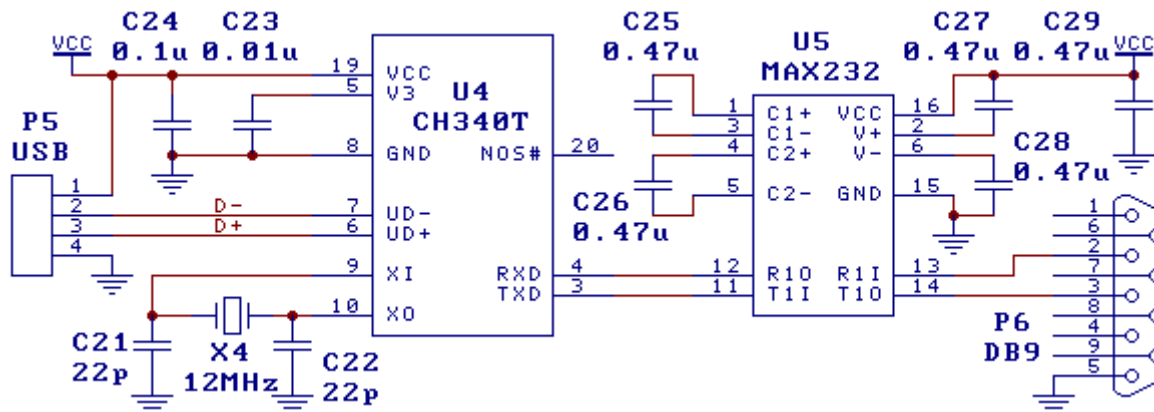 C24 C23
0.1u 0.01u
C25
0.47u
C27 C29
0.47u 0.47u
VCC
VCC
P5
USB
1
2
3
4
D-
D+
19 VCC
5 V3
8 GND
7 UD-
6 UD+
9 XI
10 XO
U4
CH340T
NOS# 20
RXD 4
TXD 3
C21
22p
X4
12MHz
C22
22p
C26
0.47u
U5
MAX232
1 C1+
3 C1-
4 C2+
5 C2-
12 R1O
11 T1I
VCC 16
V+ 2
V- 6
GND 15
R1I 13
T1O 14
C28
0.47u
P6
DB9
1
6
2
7
3
8
4
9
5